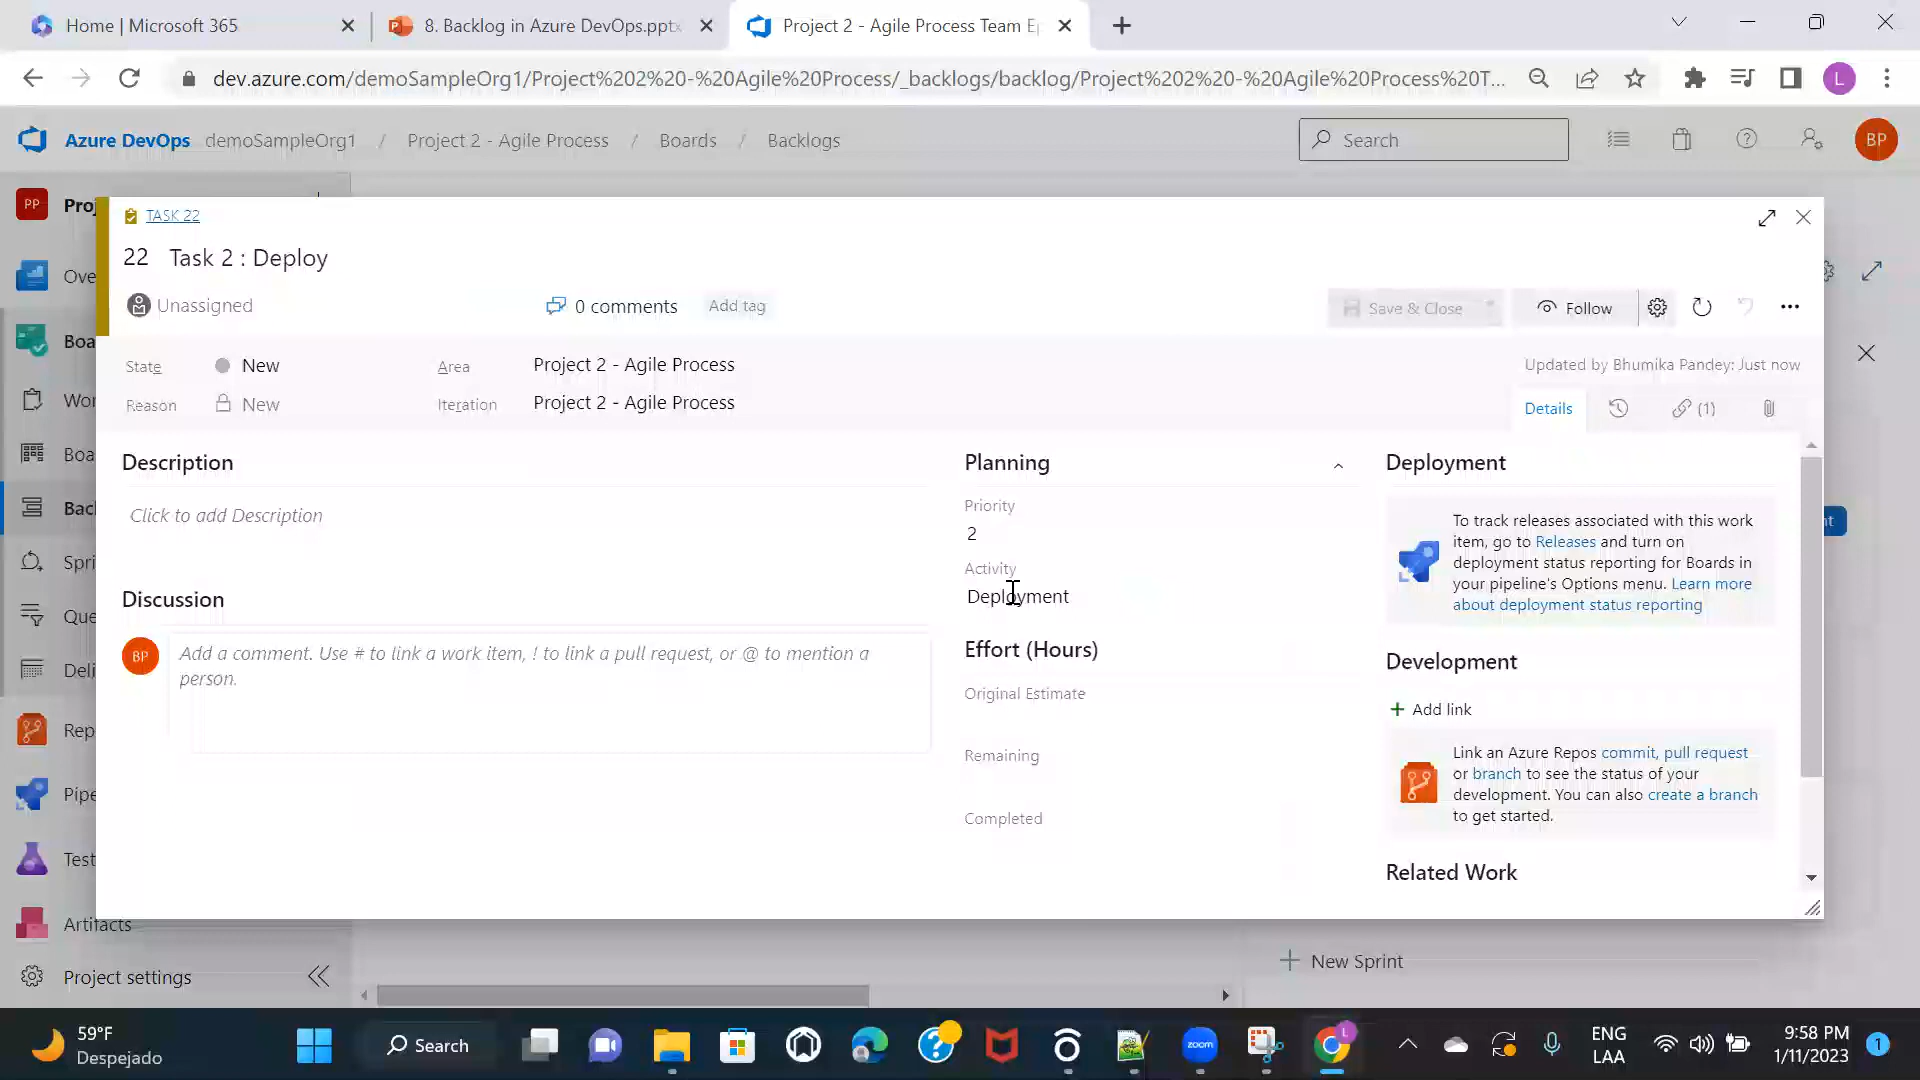 Home | Microsoft 365
8. Backlog in Azure DevOps.pptx
Project 2 - Agile Process Team Ep
dev.azure.com/demoSampleOrg1/Project%202%20-%20Agile%20Process/_backlogs/backlog/Project%202%20-%20Agile%20Process%20T...
L
Azure DevOps demoSampleOrg1 / Project 2 - Agile Process / Boards / Backlogs
Search
BP
PP Proj
Ove
Boa
Wor
Boa
Back
Spri
Que
Deli
Rep
Pipe
Test
Artifacts
Project settings
TASK 22
22 Task 2 : Deploy
Unassigned
0 comments
Add tag
Save & Close
Follow
State New
Area Project 2 - Agile Process
Updated by Bhumika Pandey: Just now
Reason New
Iteration Project 2 - Agile Process
Details
(1)
Description
Click to add Description
Discussion
BP
Add a comment. Use # to link a work item, ! to link a pull request, or @ to mention a
person.
Planning
Priority
2
Activity
Deployment
Effort (Hours)
Original Estimate
Remaining
Completed
Deployment
To track releases associated with this work
item, go to Releases and turn on
deployment status reporting for Boards in
your pipeline's Options menu. Learn more
about deployment status reporting
Development
+ Add link
Link an Azure Repos commit, pull request
or branch to see the status of your
development. You can also create a branch
to get started.
Related Work
New Sprint
59°F
Despejado
Search
zoom
L
ENG
LAA
9:58 PM
1/11/2023
1